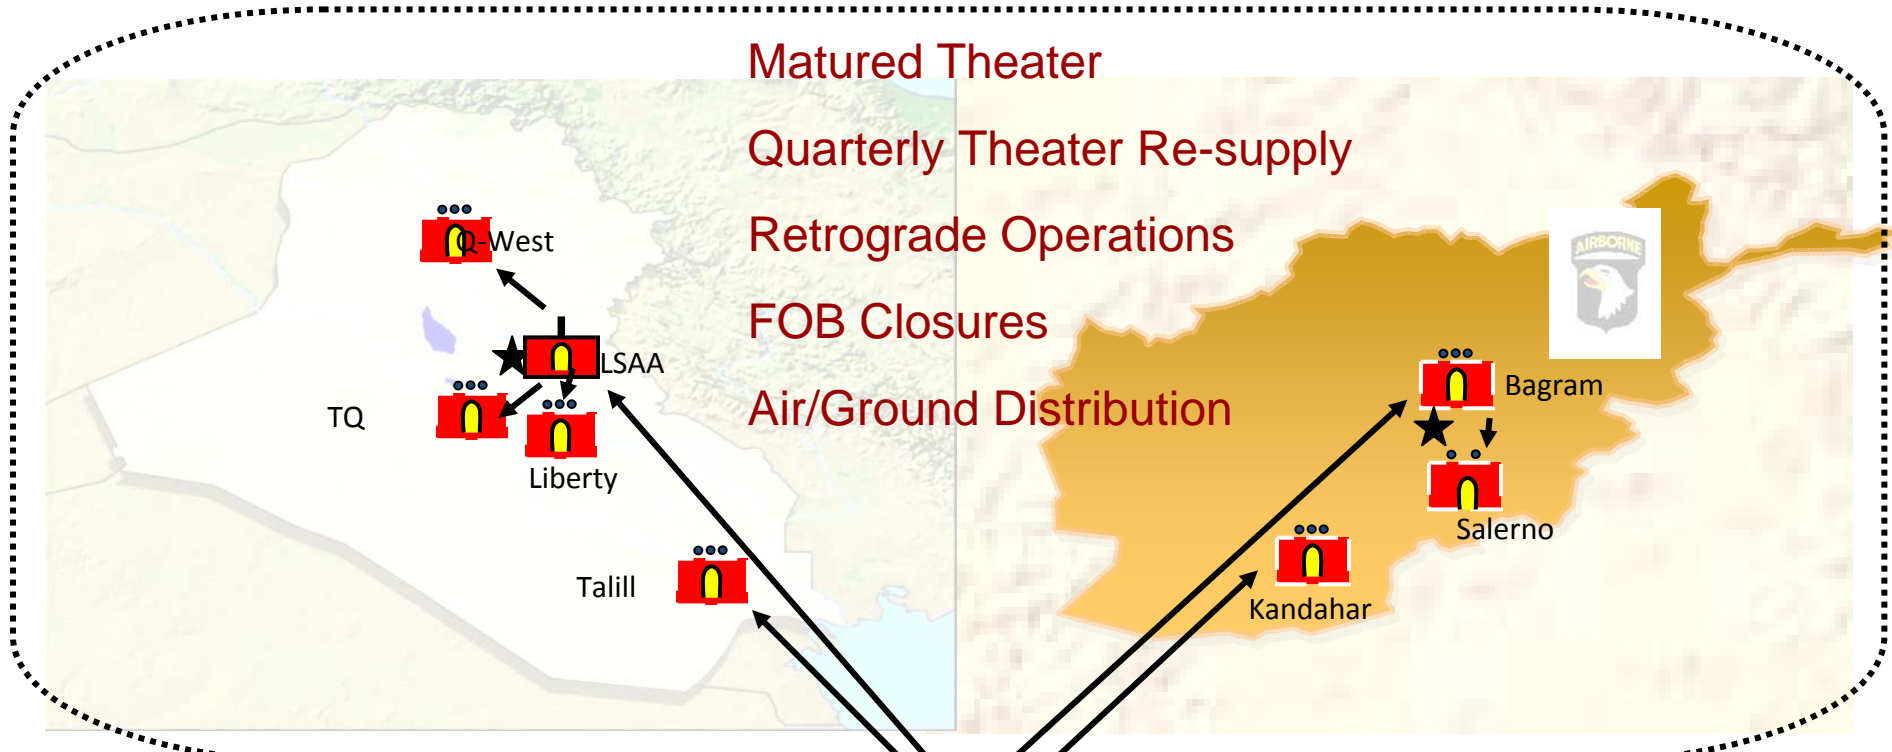 Matured Theater
Quarterly Theater Re-supply
Retrograde Operations
FOB Closures
Air/Ground Distribution
Q-West
LSAA
TQ
Liberty
Talill
AIRBORNE
Bagram
Salerno
Kandahar